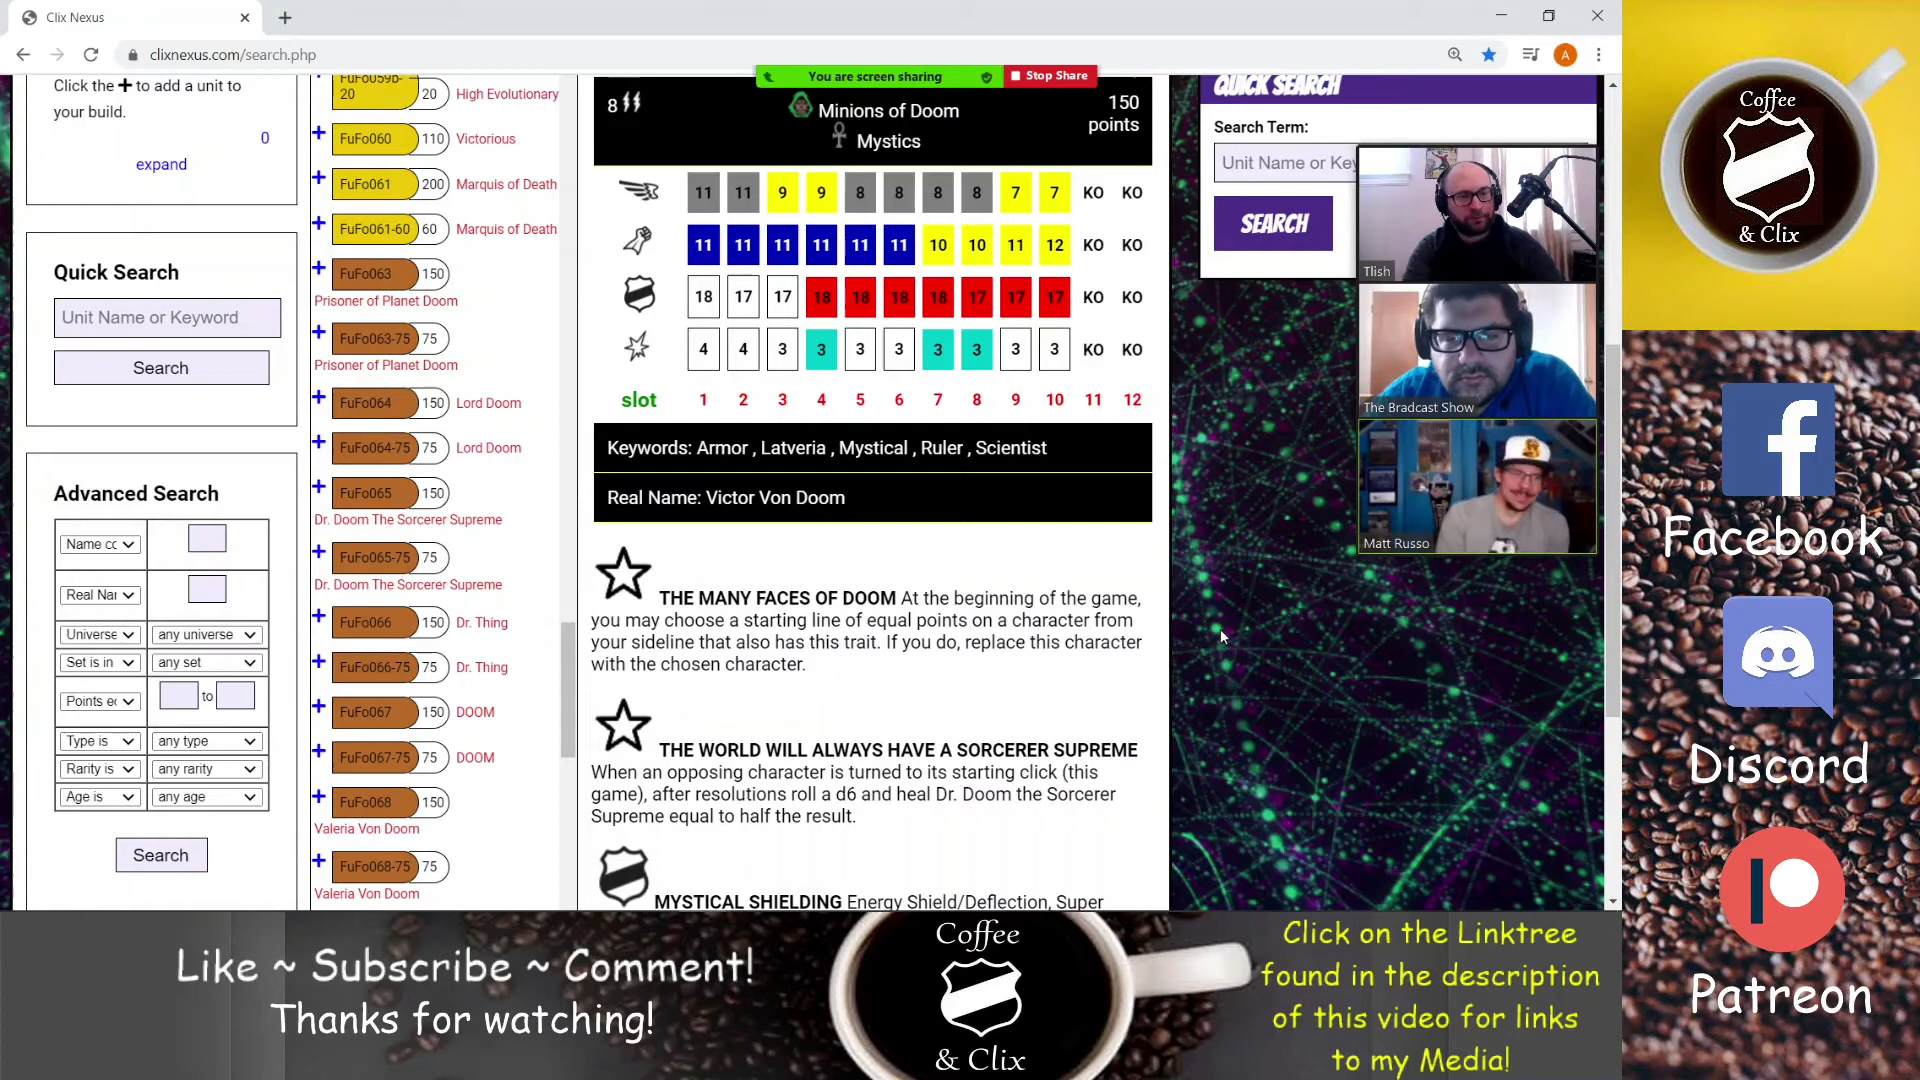 Clix Nexus
clixnexus.com/search.php
A
You are screen sharing
Stop Share
Click the + to add a unit to
your build.
0
expand
Quick Search
Unit Name or Keyword
Search
Advanced Search
Real Nar
Universe
any universe
Set is in
any set
to
Type is
any type
Rarity is
any rarity
Age is
any age
Search
FuFo059b-
20
20
High Evolutionary
FuFo060
110
Victorious
FuFo061
200
Marquis of Death
FuFo061-60
60
Marquis of Death
FuFo063
150
Prisoner of Planet Doom
FuFo063-75
75
Prisoner of Planet Doom
FuFo064
150
Lord Doom
FuFo064-75
75
Lord Doom
FuFo065
150
Dr. Doom The Sorcerer Supreme
FuFo065-75
75
Dr. Doom The Sorcerer Supreme
FuFo066
150
Dr. Thing
FuFo066-75
75
Dr. Thing
FuFo067
150
DOOM
FuFo067-75
75
DOOM
FuFo068
150
Valeria Von Doom
FuFo068-75
75
Valeria Von Doom
8
Minions of Doom
Mystics
150
points
11 11 9 9 8 8 8 8 7 7 KO KO
11 11 11 11 11 11 10 10 11 12 KO KO
18 17 17 18 18 18 18 17 17 17 KO KO
4 4 3 3 3 3 3 3 3 3 KO KO
slot 1 2 3 4 5 6 7 8 9 10 11 12
Keywords: Armor , Latveria , Mystical , Ruler , Scientist
Real Name: Victor Von Doom
THE MANY FACES OF DOOM At the beginning of the game,
you may choose a starting line of equal points on a character from
your sideline that also has this trait. If you do, replace this character
with the chosen character.
THE WORLD WILL ALWAYS HAVE A SORCERER SUPREME
When an opposing character is turned to its starting click (this
game), after resolutions roll a d6 and heal Dr. Doom the Sorcerer
Supreme equal to half the result.
MYSTICAL SHIELDING Energy Shield/Deflection, Super
QUICK SEARCH
Search Term:
Unit Name or Key
SEARCH
Tlish
The Bradcast Show
Matt Russo
Coffee
& Clix
Facebook
Discord
Patreon
Like ~ Subscribe ~ Comment!
Thanks for watching!
Coffee
& Clix
Click on the Linktree
found in the description
of this video for links
to my Media!